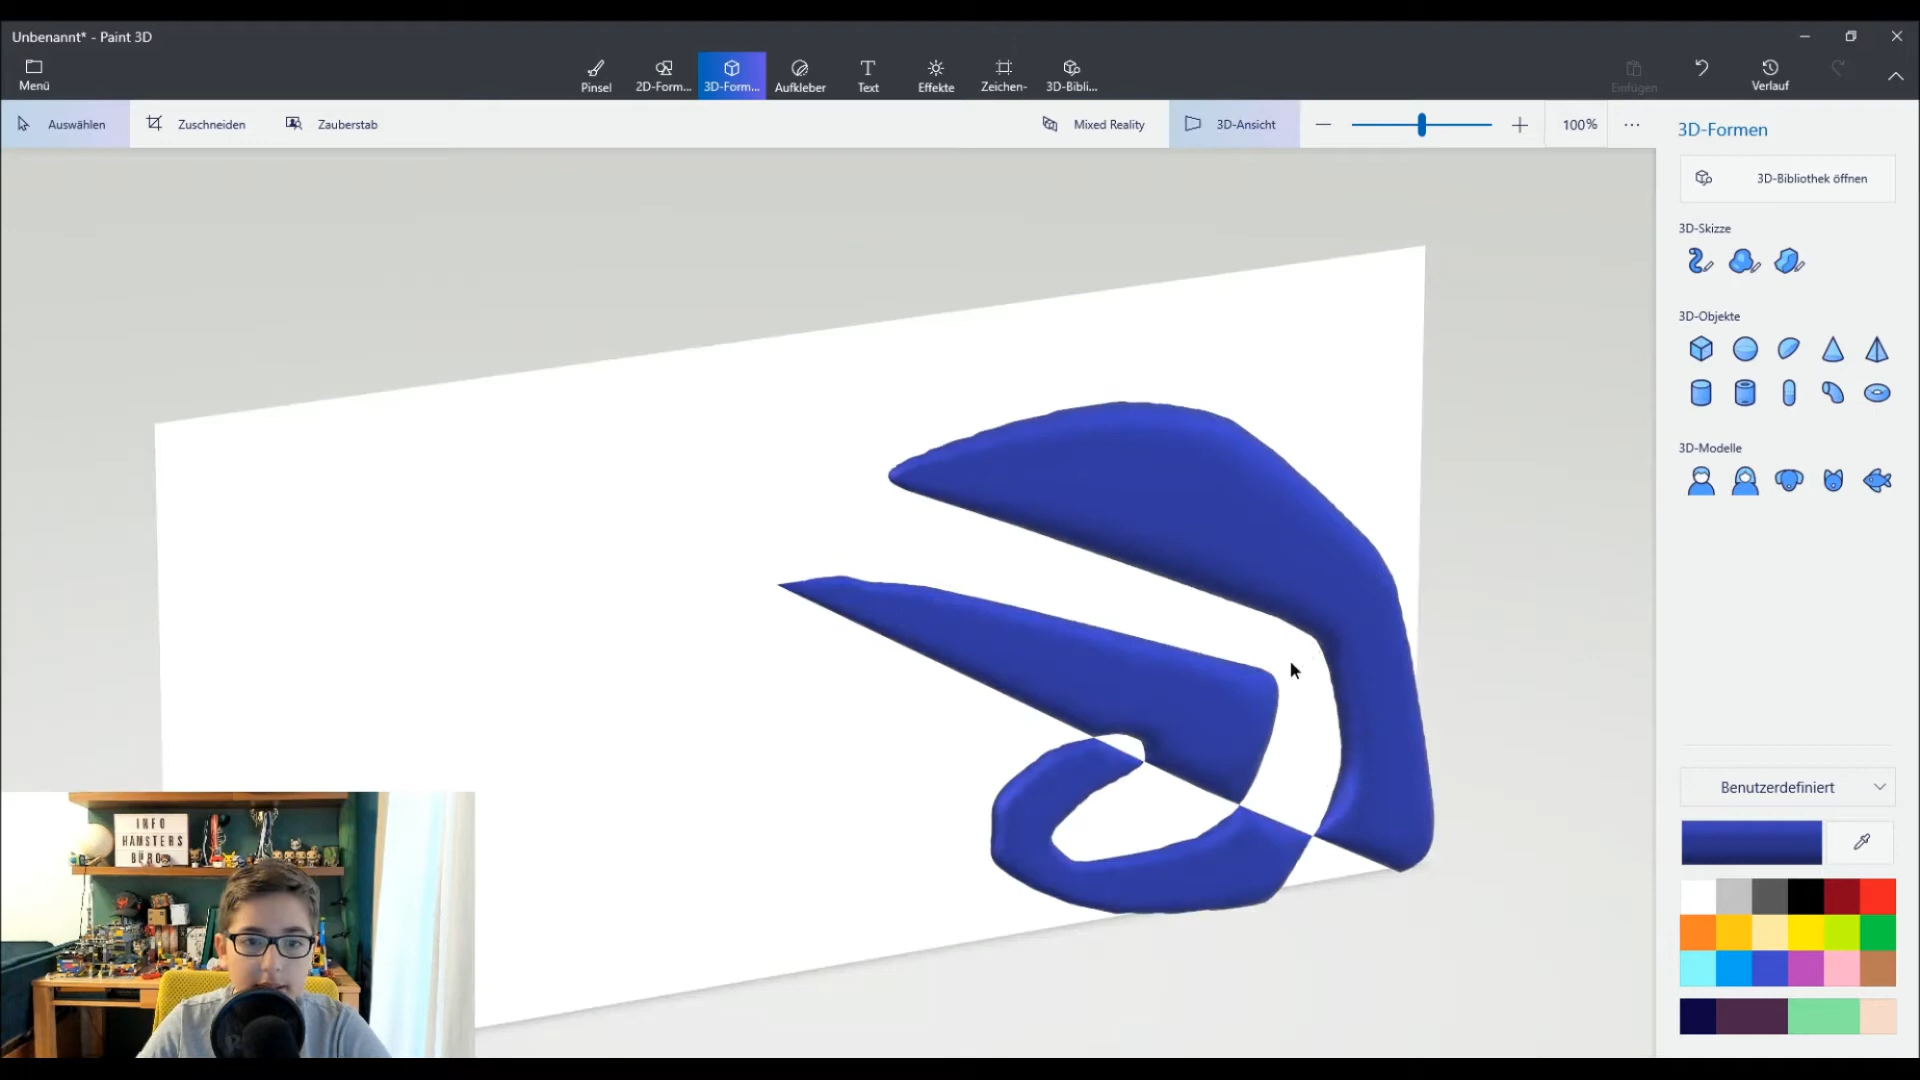 Unbenannt* - Paint 3D
Menü
Pinsel
2D-Form...
3D-Form...
Aufkleber
Text
Effekte
Zeichen-
3D-Bibli...
Einfügen
Verlauf
Auswählen
Zuschneiden
Zauberstab
Mixed Reality
3D-Ansicht
100%
3D-Formen
3D-Bibliothek öffnen
3D-Skizze
3D-Objekte
3D-Modelle
Benutzerdefiniert
INFO
HAMSTERS
BÜRO